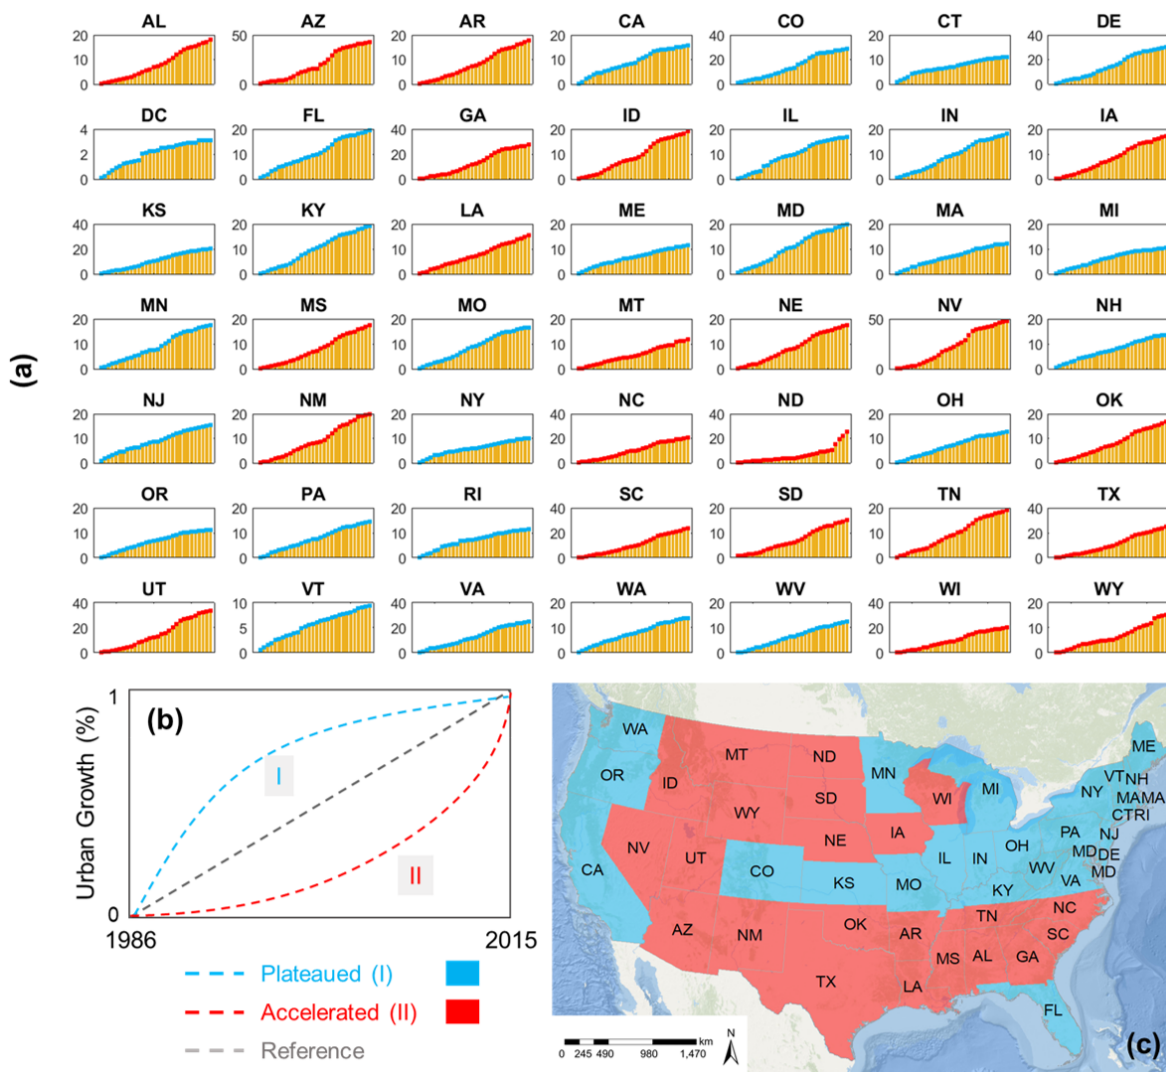 AL AZ AR CA CO CT DE
20 10 0 50 0 20 10 0 20 10 0 40 20 0 20 10 0 40 20 0
DC FL GA ID IL IN IA
4 2 0 20 10 0 40 20 0 20 10 0 20 10 0 20 10 0 20 10 0
KS KY LA ME MD MA MI
40 20 0 20 10 0 20 10 0 20 10 0 20 10 0 20 10 0 20 10 0
MN MS MO MT NE NV NH
20 10 0 20 10 0 20 10 0 20 10 0 20 10 0 50 0 20 10 0
(a)
NJ NM NY NC ND OH OK
20 10 0 20 10 0 20 10 0 40 20 0 40 20 0 20 10 0 20 10 0
OR PA RI SC SD TN TX
20 10 0 20 10 0 20 10 0 40 20 0 20 10 0 20 10 0 40 20 0
UT VT VA WA WV WI WY
40 20 0 10 5 0 40 20 0 20 10 0 20 10 0 40 20 0 20 10 0
(b)
1
Urban Growth (%)
I
II
0
1986 2015
Plateaued (I)
Accelerated (II)
Reference
WA MT ND MN ME
OR ID SD WI MI VT NH
WY NY MA MA
CT RI
NV UT NE IA PA NJ
CA CO KS MO IL IN OH MD DE
WV MD
KY VA
AZ NM OK AR TN NC
SC
TX LA MS AL GA
FL
N
km
0 245 490 980 1,470
(c)